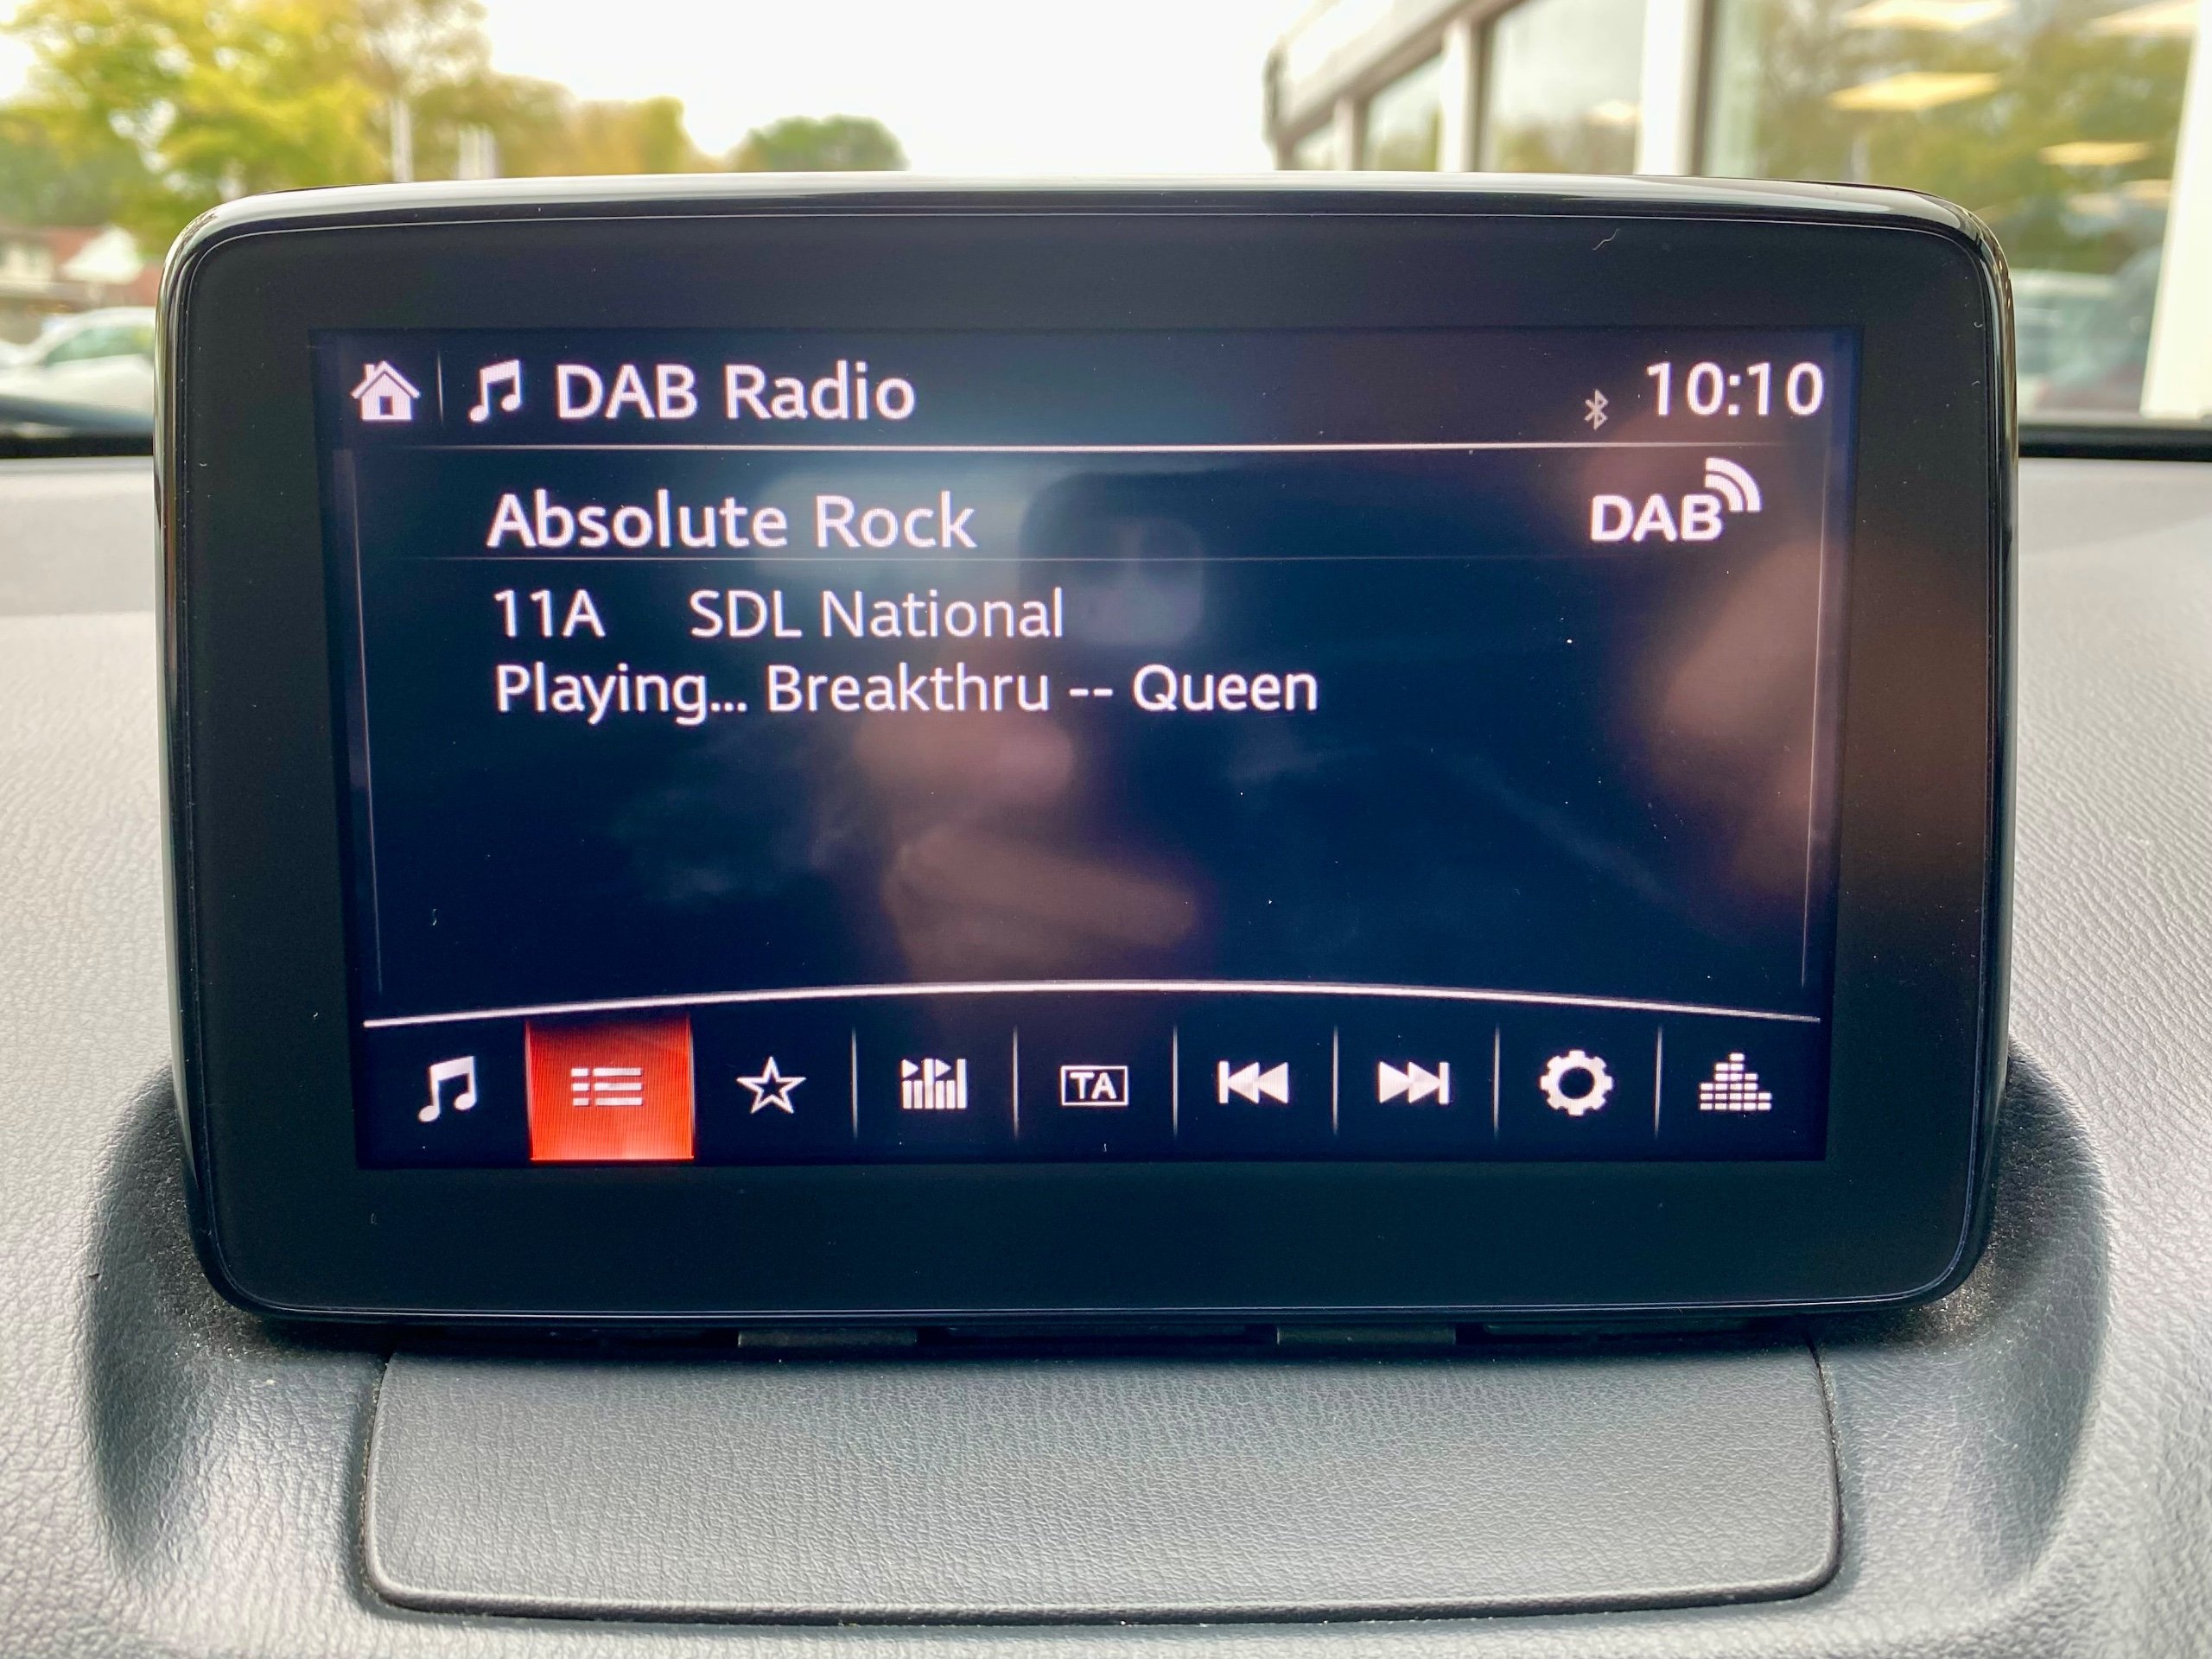 DAB Radio
10:10
Absolute Rock
DAB
11A SDL National
Playing... Breakthru -- Queen
TA